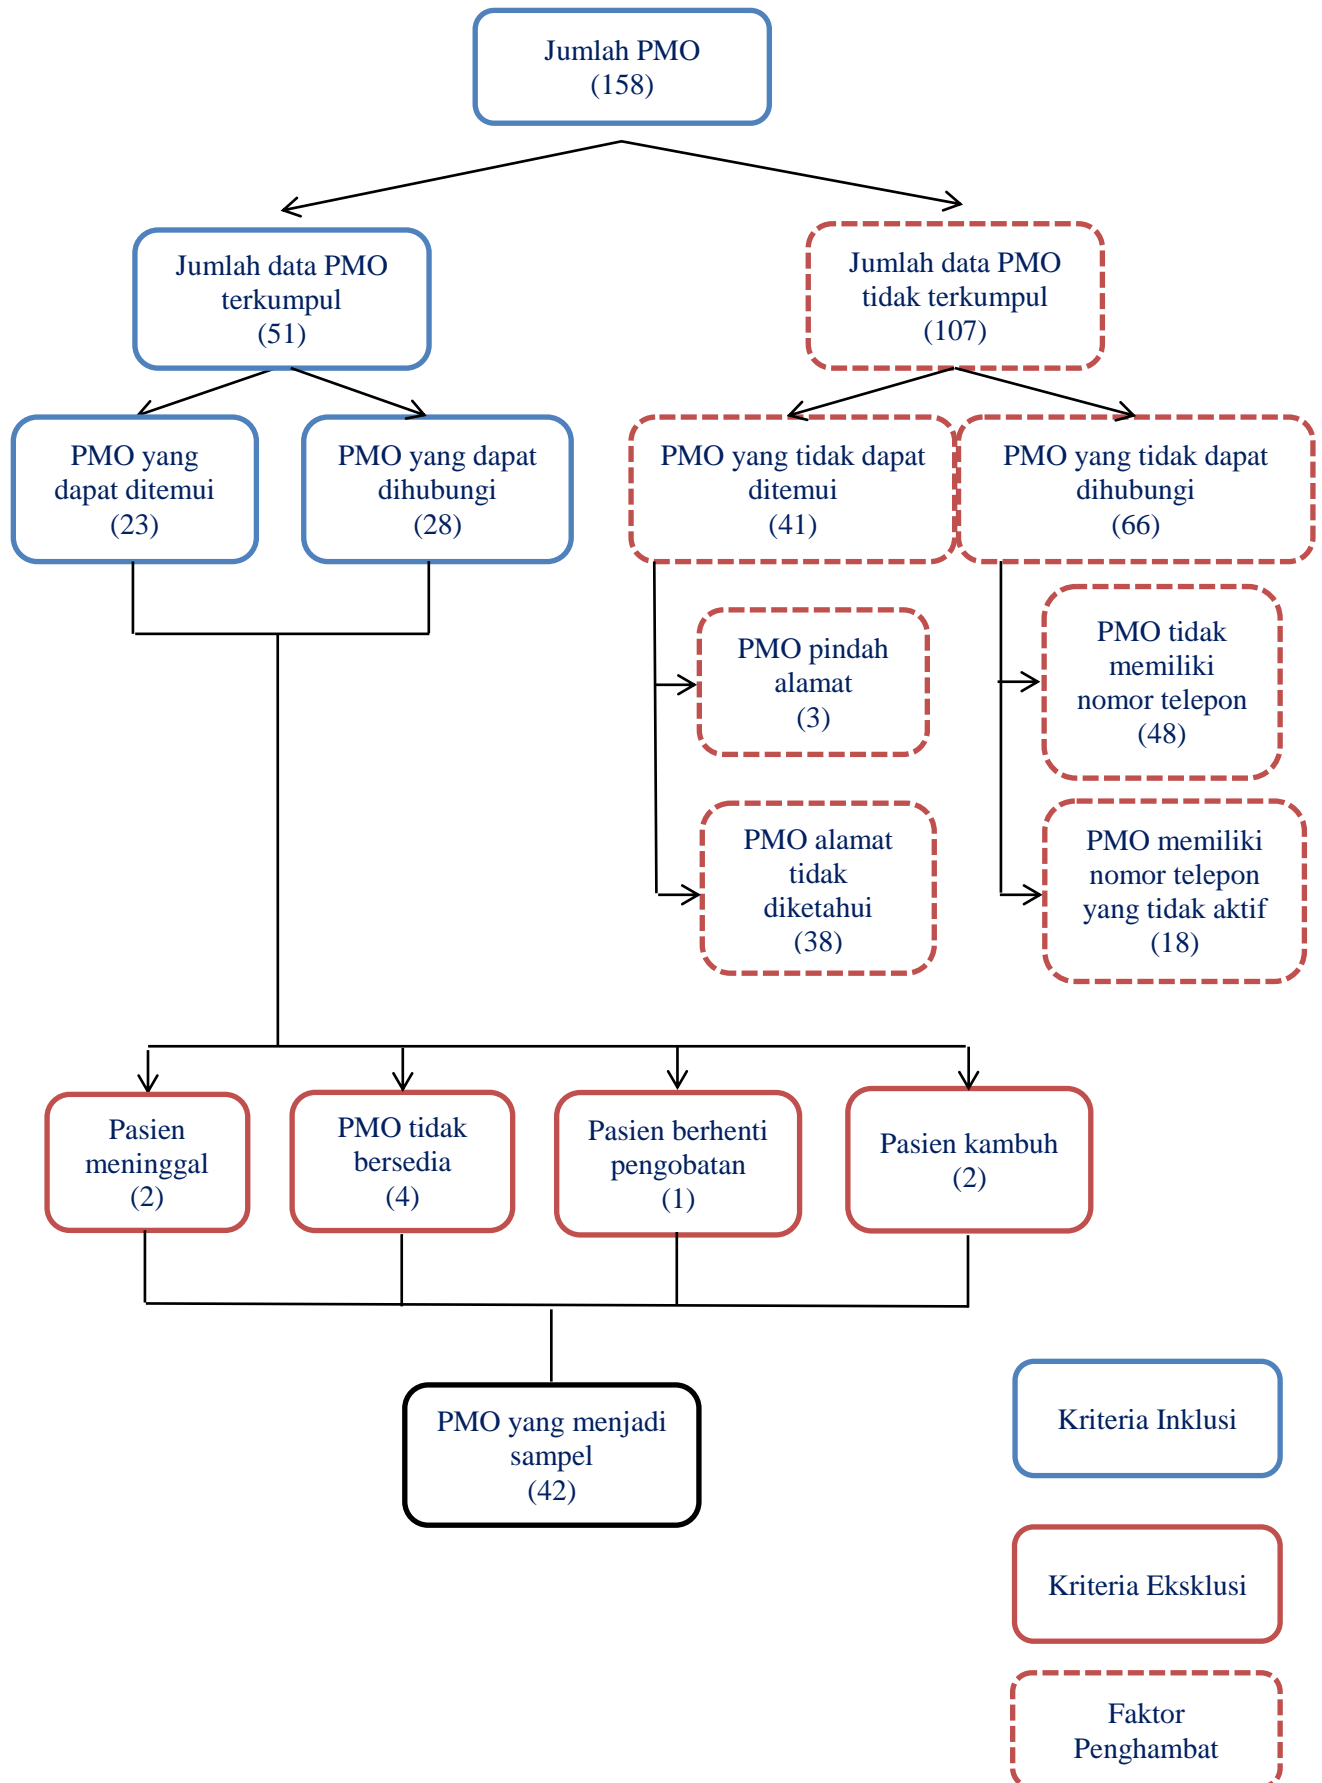 Jumlah PMO
(158)
Jumlah data PMO
terkumpul
(51)
Jumlah data PMO
tidak terkumpul
(107)
PMO yang
dapat ditemui
(23)
PMO yang dapat
dihubungi
(28)
PMO yang tidak dapat
ditemui
(41)
PMO yang tidak dapat
dihubungi
(66)
PMO pindah
alamat
(3)
PMO tidak
memiliki
nomor telepon
(48)
PMO alamat
tidak
diketahui
(38)
PMO memiliki
nomor telepon
yang tidak aktif
(18)
Pasien
meninggal
(2)
PMO tidak
bersedia
(4)
Pasien berhenti
pengobatan
(1)
Pasien kambuh
(2)
PMO yang menjadi
sampel
(42)
Kriteria Inklusi
Kriteria Eksklusi
Faktor
Penghambat